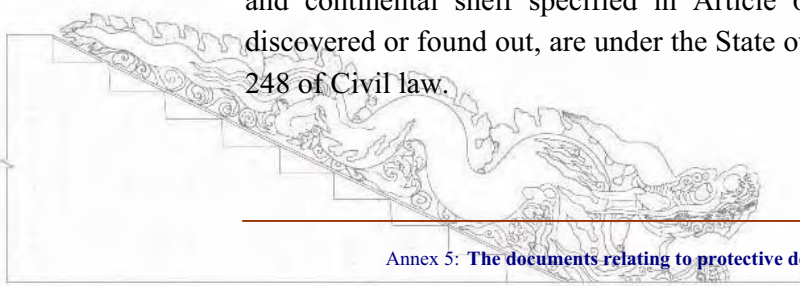 and continental shelf specified in Article
discovered or found out, are under the State
248 of Civil law.
Annex 5: The documents relating to protective